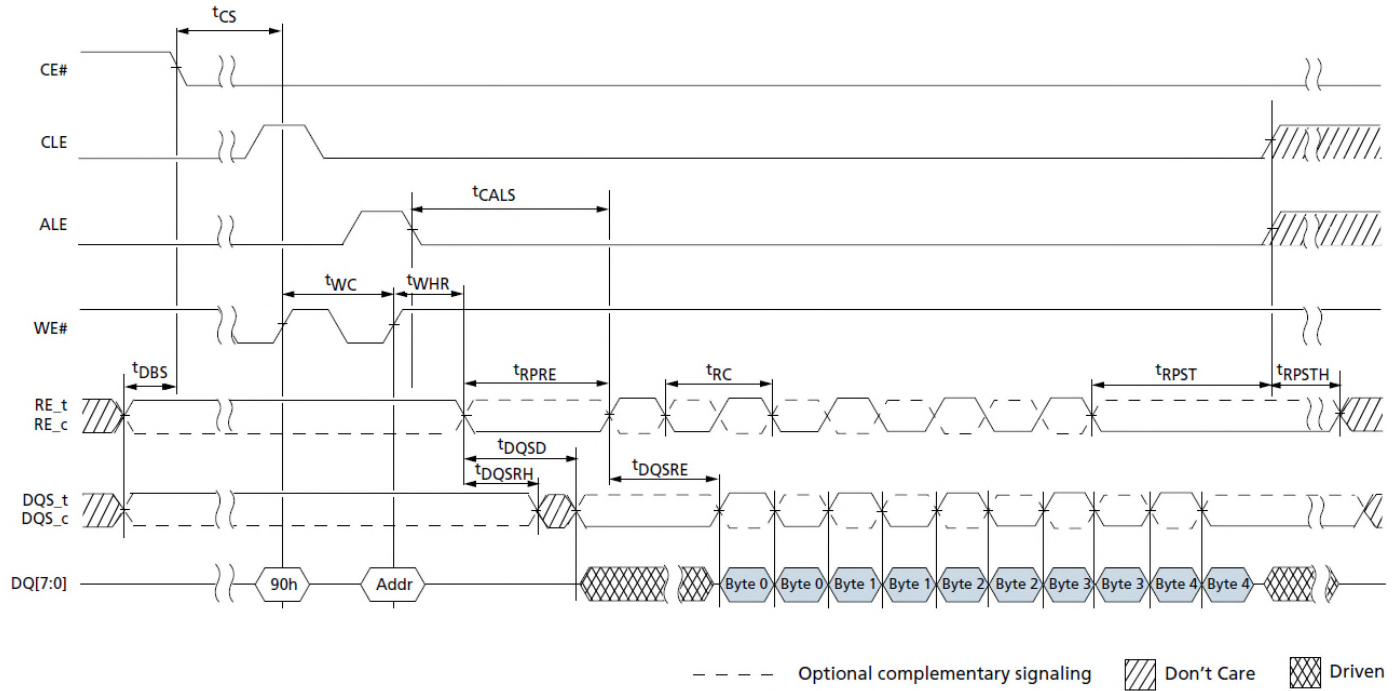 tCS
CE#
CLE
tCALS
ALE
tWC
tWHR
WE#
tDBS
tRPRE
tRC
tRPST
tRPSTH
RE_t
RE_c
tDQSD
tDQSRH
tDQSRE
DQS_t
DQS_c
DQ[7:0]
90h
Addr
Byte 0
Byte 0
Byte 1
Byte 1
Byte 2
Byte 2
Byte 3
Byte 3
Byte 4
Byte 4
Optional complementary signaling
Don't Care
Driven